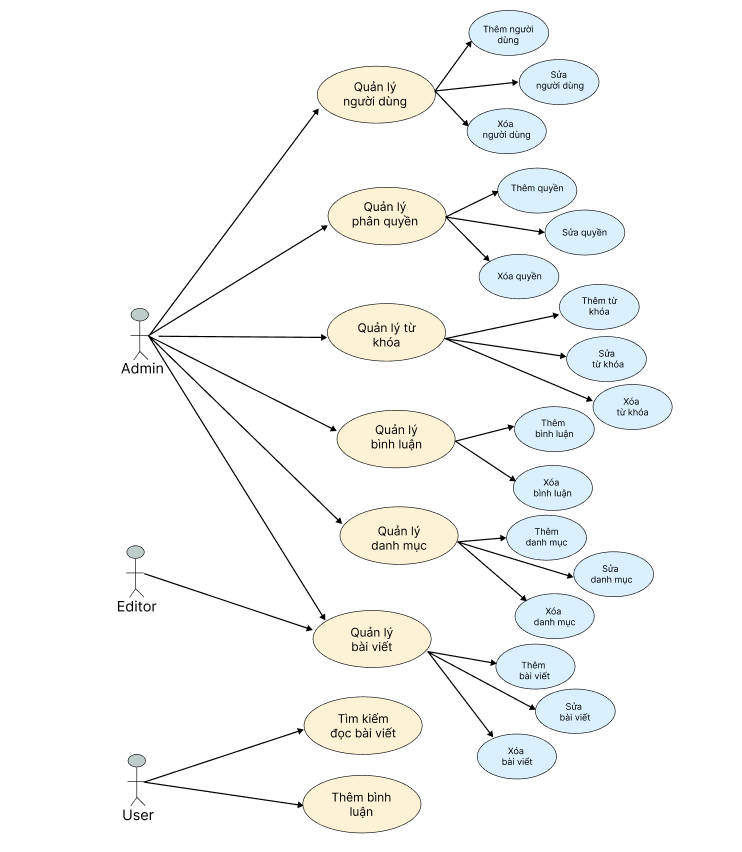 Thêm người
dùng
Quản lý
người dùng
Sửa
người dùng
Xóa
người dùng
Thêm quyền
Quản lý
phân quyền
Sửa quyền
Xóa quyền
Thêm từ
khóa
Quản lý từ
khóa
Sửa
từ khóa
Xóa
từ khóa
Admin
Quản lý
bình luận
Thêm
bình luận
Xóa
bình luận
Quản lý
danh mục
Thêm
danh mục
Sửa
danh mục
Xóa
danh mục
Editor
Quản lý
bài viết
Thêm
bài viết
Sửa
bài viết
Xóa
bài viết
Tìm kiếm
đọc bài viết
User
Thêm bình
luận